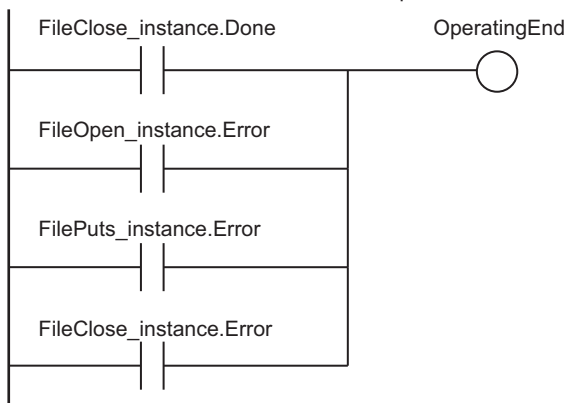 FileClose_instance.Done
OperatingEnd
FileOpen_instance.Error
FilePuts_instance.Error
FileClose_instance.Error